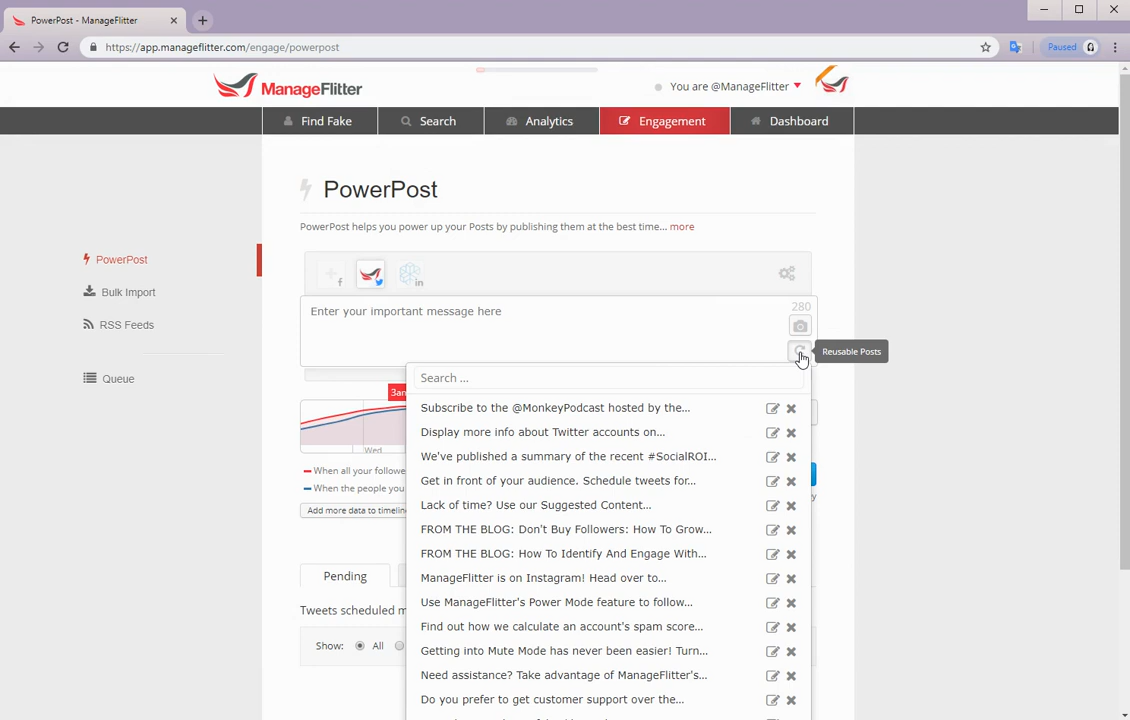 PowerPost - ManageFlitter
https://app.manageflitter.com/engage/powerpost
Paused
ManageFlitter
You are @ManageFlitter
Find Fake
Search
Analytics
Engagement
Dashboard
PowerPost
PowerPost helps you power up your Posts by publishing them at the best time... more
PowerPost
Bulk Import
RSS Feeds
Queue
f
in
Enter your important message here
280
Reusable Posts
Search ...
3am
Subscribe to the @MonkeyPodcast hosted by the...
Display more info about Twitter accounts on...
We've published a summary of the recent #SocialROI...
Get in front of your audience. Schedule tweets for...
Lack of time? Use our Suggested Content...
FROM THE BLOG: Don't Buy Followers: How To Grow...
FROM THE BLOG: How To Identify And Engage With...
ManageFlitter is on Instagram! Head over to...
Use ManageFlitter's Power Mode feature to follow...
Find out how we calculate an account's spam score...
Getting into Mute Mode has never been easier! Turn...
Need assistance? Take advantage of ManageFlitter's...
Do you prefer to get customer support over the...
Wed
When all your followe
When the people you
Add more data to timelin
Pending
Tweets scheduled m
Show: All